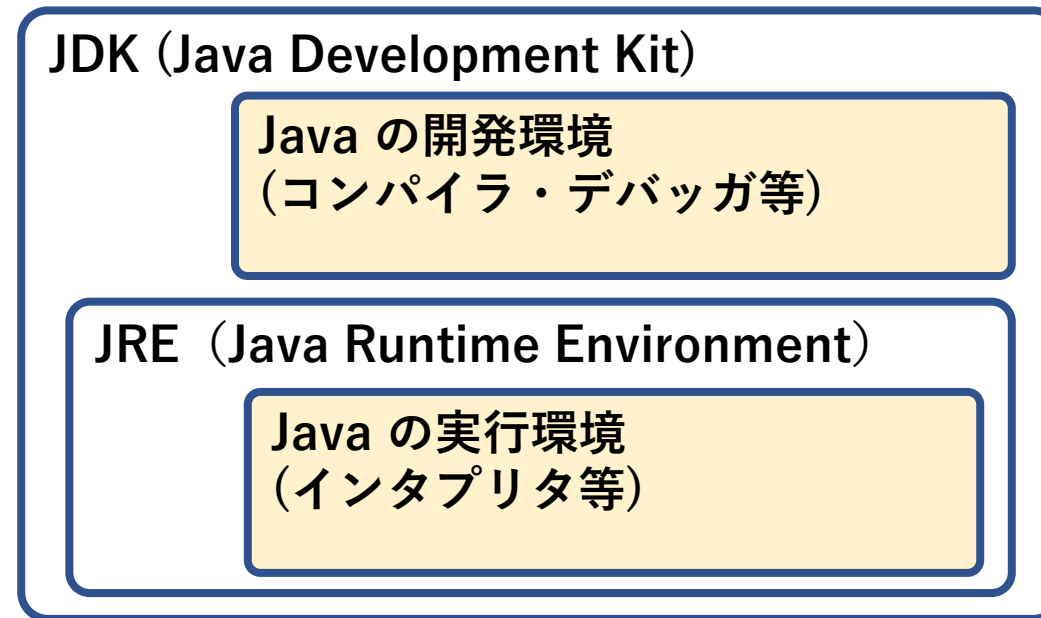 JDK (Java Development Kit)
Java の開発環境
(コンパイラ・デバッガ等)
JRE（Java Runtime Environment）
Java の実行環境
(インタプリタ等)